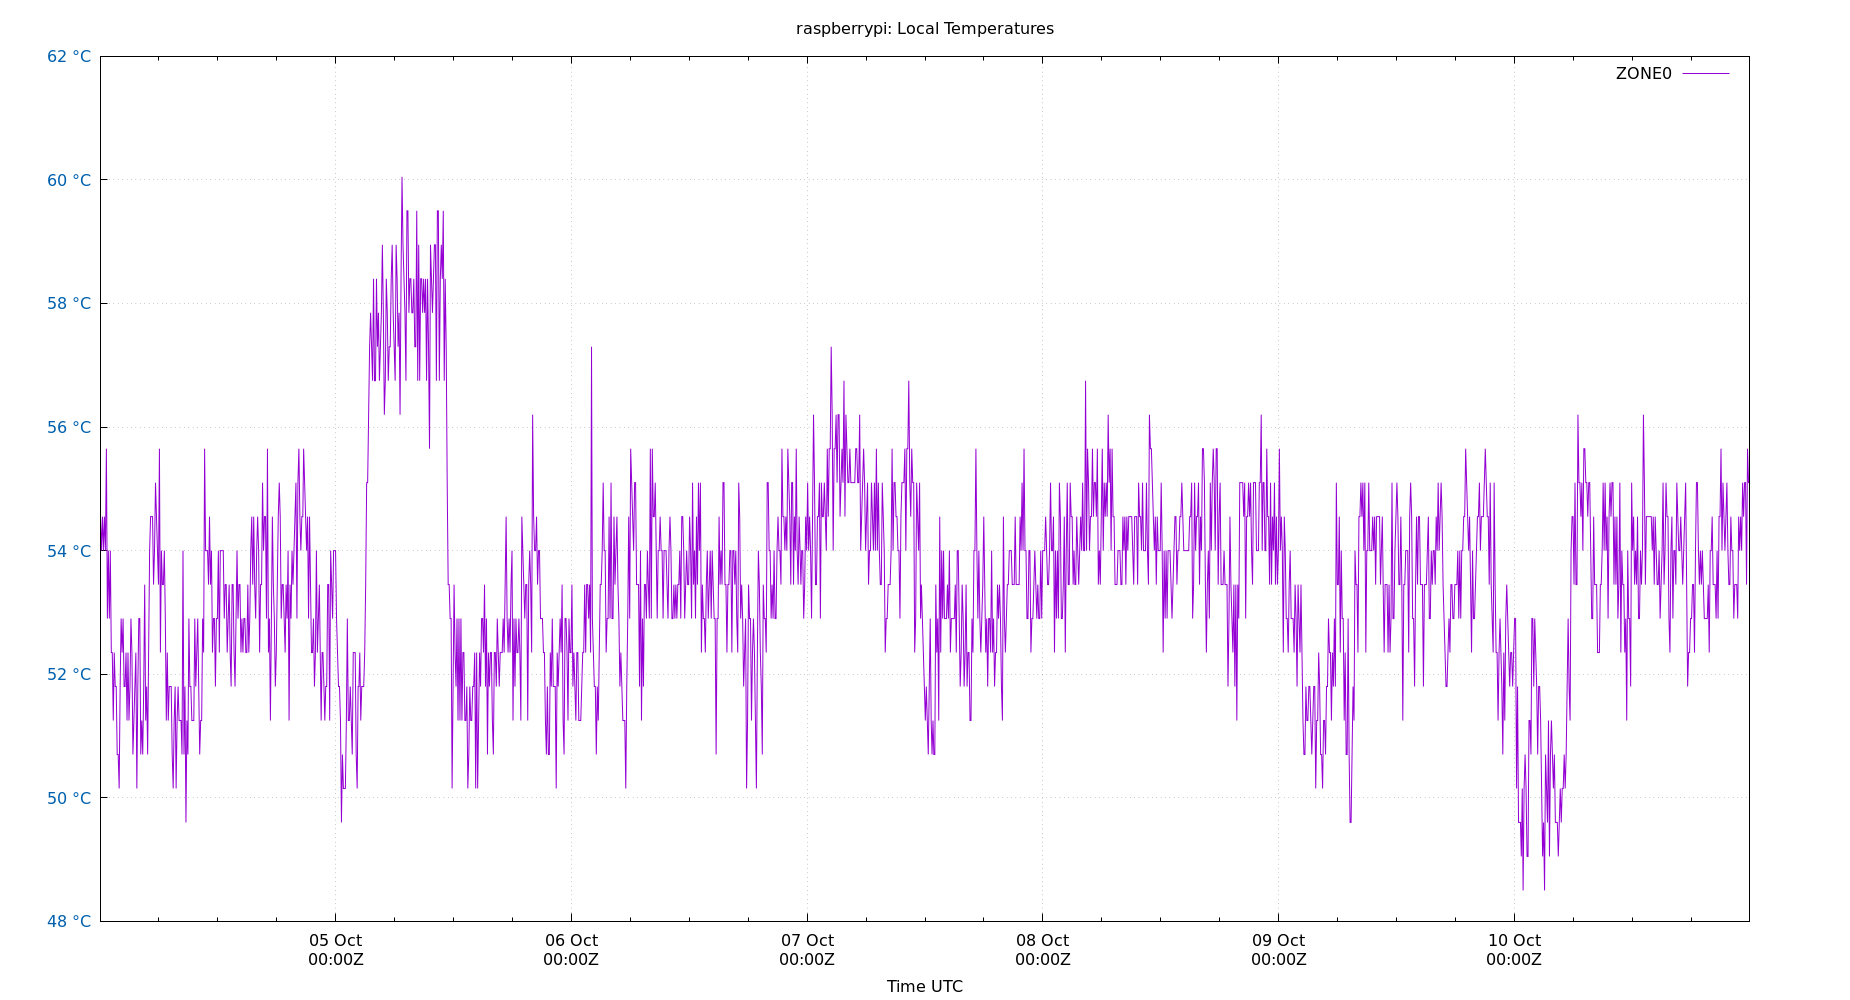 raspberrypi: Local Temperatures
62 °C
ZONE0
60 °C
58 °C
56 °C
54 °C
52 °C
50 °C
48 °C
05 Oct
00:00Z
06 Oct
00:00Z
07 Oct
00:00Z
08 Oct
00:00Z
09 Oct
00:00Z
10 Oct
00:00Z
Time UTC